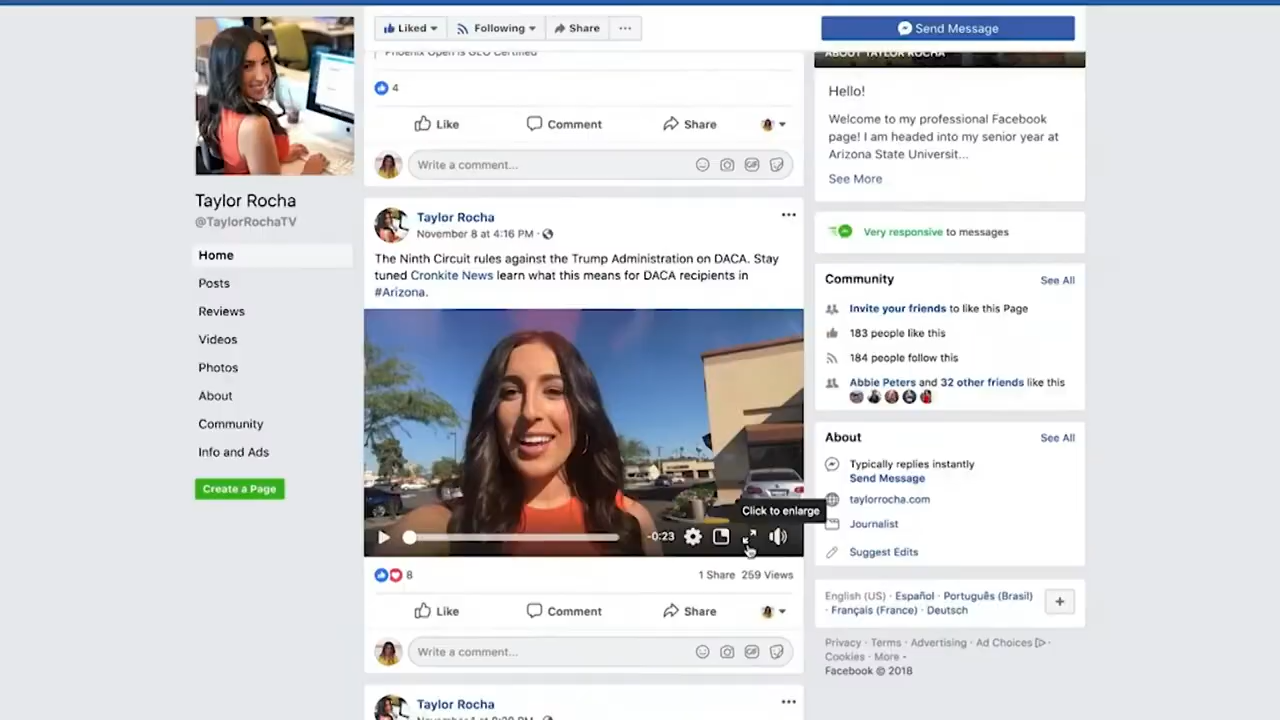 Liked
Following
Share
Send Message
Phoenix Open is GEO Certified
4
Like
Comment
Share
Write a comment...
Taylor Rocha
@TaylorRochaTV
Home
Posts
Reviews
Videos
Photos
About
Community
Info and Ads
Create a Page
Taylor Rocha
November 8 at 4:16 PM ·
The Ninth Circuit rules against the Trump Administration on DACA. Stay
tuned Cronkite News learn what this means for DACA recipients in
#Arizona.
Click to enlarge
-0:23
8
1 Share 259 Views
Like
Comment
Share
Write a comment...
Taylor Rocha
ABOUT TAYLOR ROCHA
Hello!
Welcome to my professional Facebook
page! I am headed into my senior year at
Arizona State Universit...
See More
Very responsive to messages
Community
See All
Invite your friends to like this Page
183 people like this
184 people follow this
Abbie Peters and 32 other friends like this
About
See All
Typically replies instantly
Send Message
taylorrocha.com
Journalist
Suggest Edits
English (US) · Español · Português (Brasil)
· Français (France) · Deutsch
Privacy · Terms · Advertising · Ad Choices ·
Cookies · More
Facebook © 2018